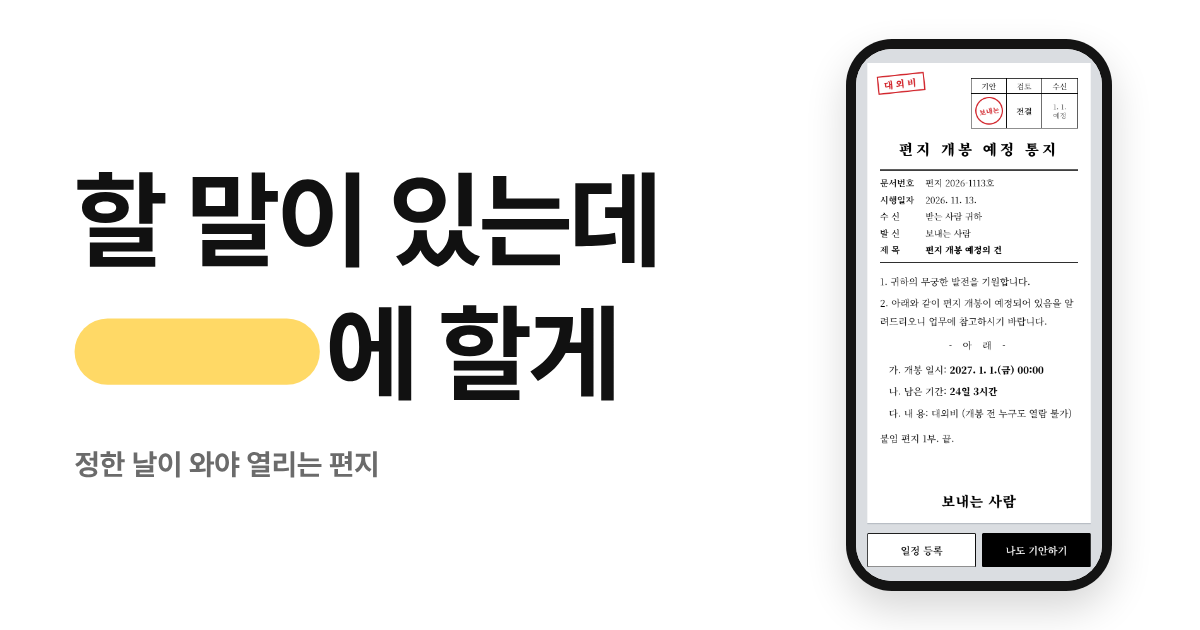 할 말이 있는데
에 할게
정한 날이 와야 열리는 편지
대외비
기안 검토 수신
보내는 전결 1. 1. 예정
편지 개봉 예정 통지
문서번호 편지 2026-1113호
시행일자 2026. 11. 13.
수 신 받는 사람 귀하
발 신 보내는 사람
제 목 편지 개봉 예정의 건
1. 귀하의 무궁한 발전을 기원합니다.
2. 아래와 같이 편지 개봉이 예정되어 있음을 알
려드리오니 업무에 참고하시기 바랍니다.
- 아 래 -
가. 개봉 일시: 2027. 1. 1.(금) 00:00
나. 남은 기간: 24일 3시간
다. 내 용: 대외비 (개봉 전 누구도 열람 불가)
붙임 편지 1부. 끝.
보내는 사람
일정 등록
나도 기안하기